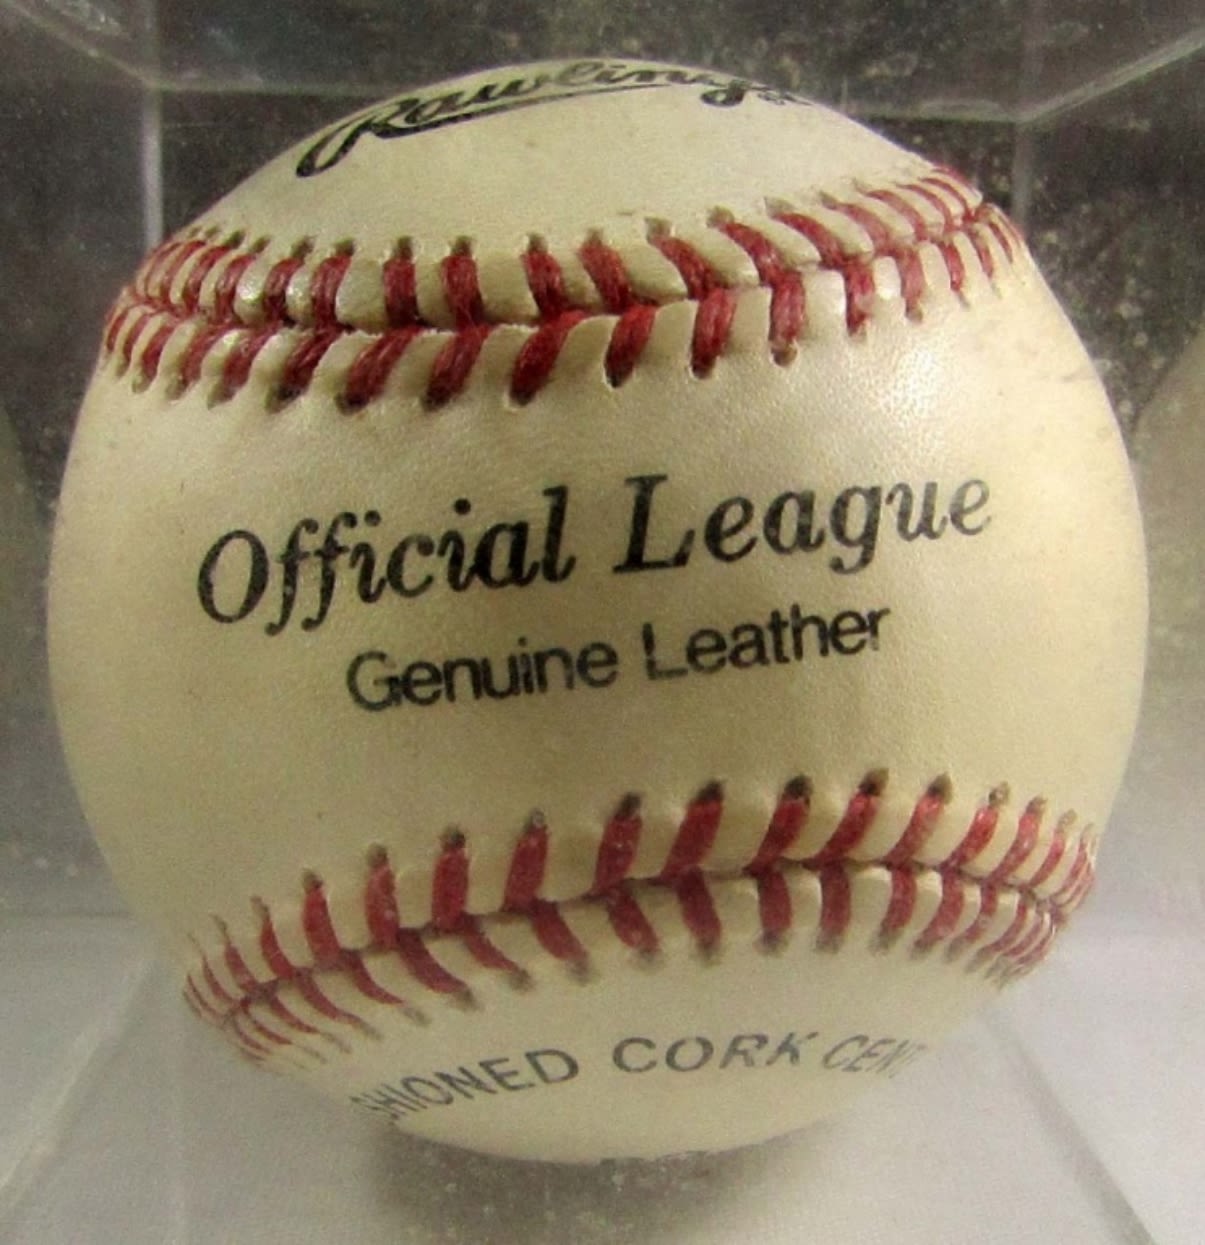 Rawlings
Official League
Genuine Leather
SHIONED CORK CENT